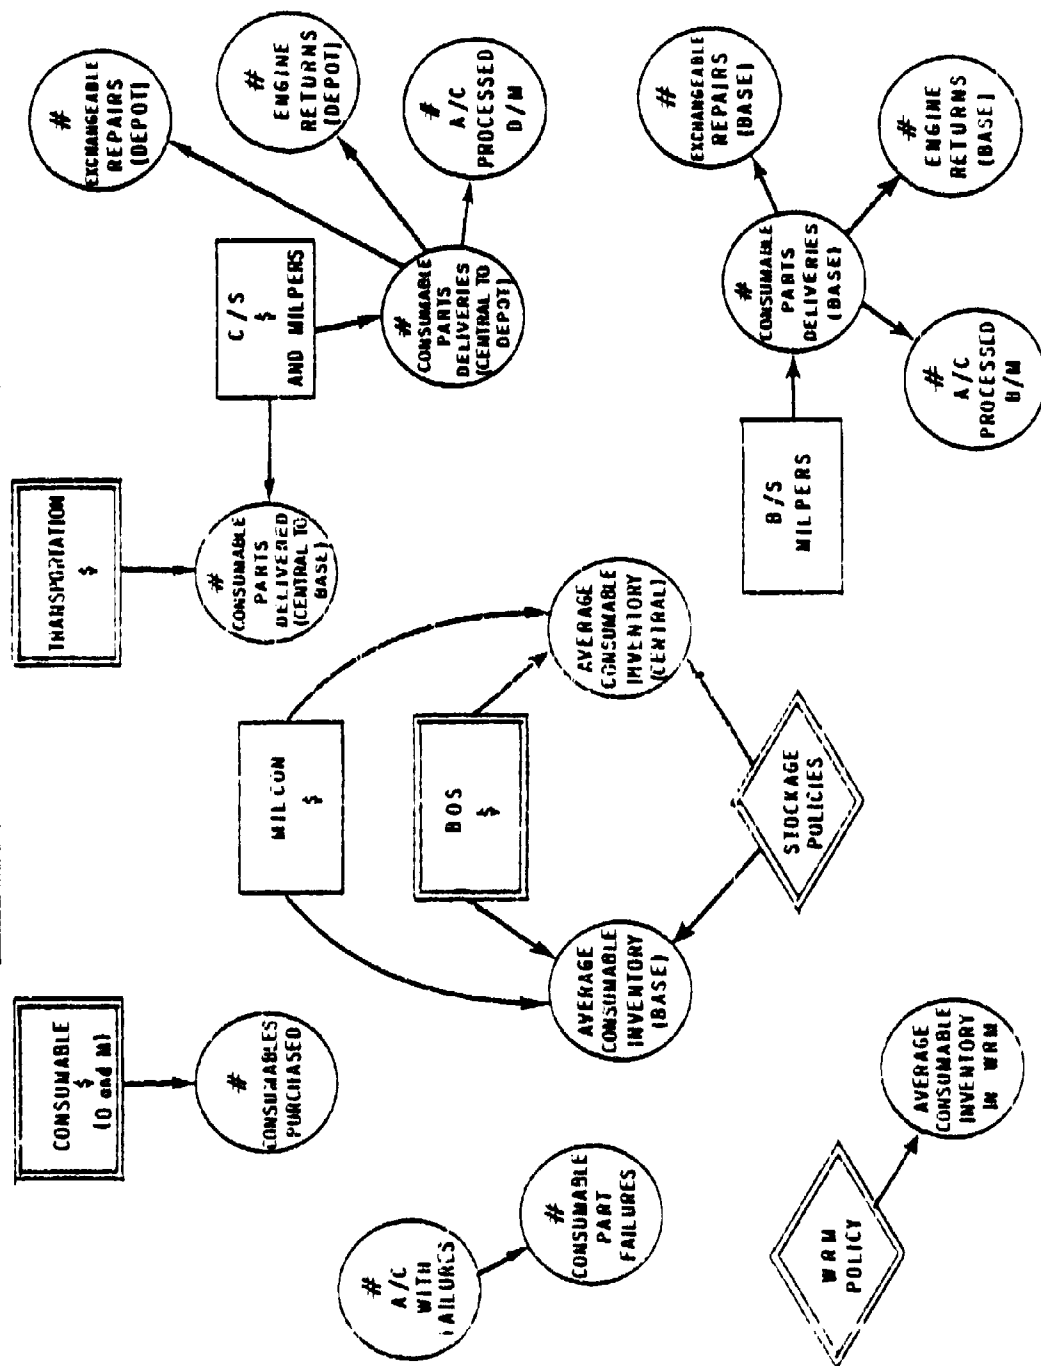 CONSUMABLE
$
(O and M)
#
CONSUMABLES
PURCHASED
TRANSPORTATION
$
#
CONSUMABLE
PARTS
DELIVERED
(CENTRAL TO
BASE)
#
EXCHANGEABLE
REPAIRS
(DEPOT)
#
ENGINE
RETURNS
(DEPOT)
#
A/C
PROCESSED
D/M
C/S
$
AND MILPERS
#
CONSUMABLE
PARTS
DELIVERIES
(CENTRAL TO
DEPOT)
MILCON
$
BOS
$
AVERAGE
CONSUMABLE
INVENTORY
(BASE)
AVERAGE
CONSUMABLE
INVENTORY
(CENTRAL)
STOCKAGE
POLICIES
#
A/C
WITH
FAILURES
#
CONSUMABLE
PART
FAILURES
WRM
POLICY
AVERAGE
CONSUMABLE
INVENTORY
IN WRM
B/S
MILPERS
#
CONSUMABLE
PARTS
DELIVERIES
(BASE)
#
EXCHANGEABLE
REPAIRS
(BASE)
#
ENGINE
RETURNS
(BASE)
#
A/C
PROCESSED
B/M